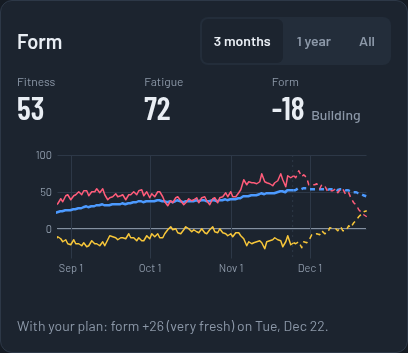 Form
3 months 1 year All
Fitness Fatigue Form
53 72 -18 Building
100
50
0
Sep 1 Oct 1 Nov 1 Dec 1
With your plan: form +26 (very fresh) on Tue, Dec 22.